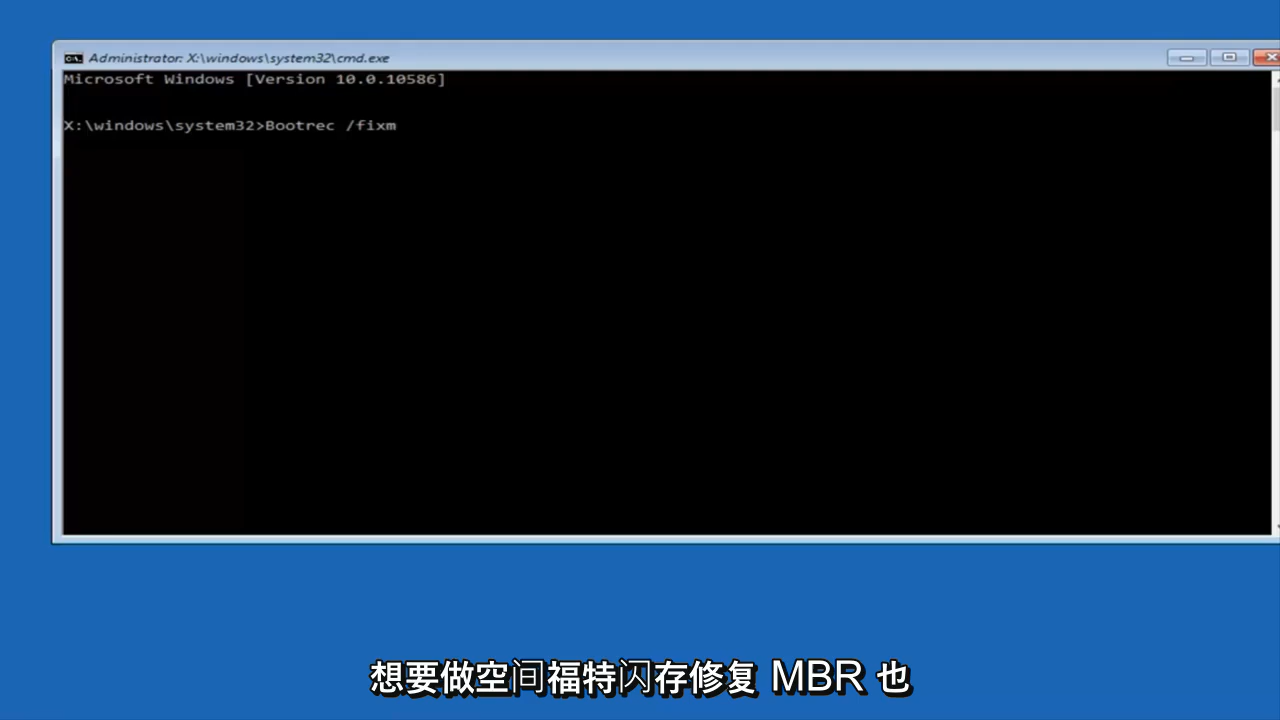 Administrator: X:\windows\system32\cmd.exe
Microsoft Windows [Version 10.0.10586]
X:\windows\system32>Bootrec /fixm
想要做空间福特闪存修复 MBR 也